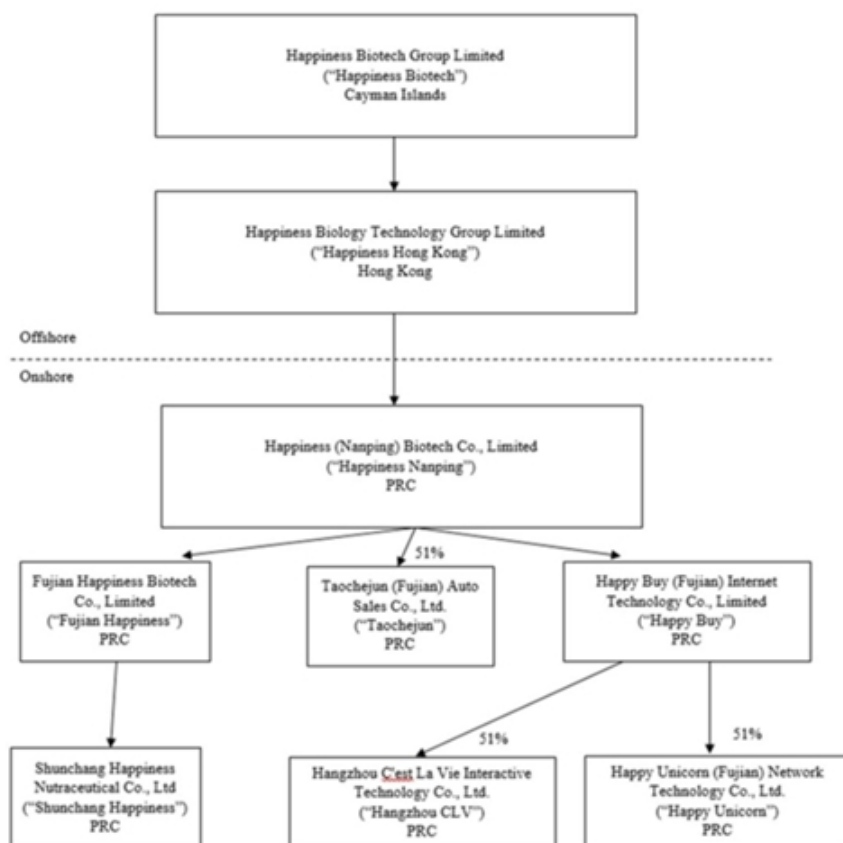 Happiness Biotech Group Limited
(“Happiness Biotech”)
Cayman Islands
Happiness Biology Technology Group Limited
(“Happiness Hong Kong”)
Hong Kong
Offshore
Onshore
Happiness (Nanping) Biotech Co., Limited
(“Happiness Nanping”)
PRC
51%
Fujian Happiness Biotech
Co., Limited
(“Fujian Happiness”)
PRC
Taochejun (Fujian) Auto
Sales Co., Ltd.
(“Taochejun”)
PRC
Happy Buy (Fujian) Internet
Technology Co., Limited
(“Happy Buy”)
PRC
51%
51%
Shunchang Happiness
Nutraceutical Co., Ltd
(“Shunchang Happiness”)
PRC
Hangzhou C'est La Vie Interactive
Technology Co., Ltd.
(“Hangzhou CLV”)
PRC
Happy Unicorn (Fujian) Network
Technology Co., Ltd.
(“Happy Unicorn”)
PRC